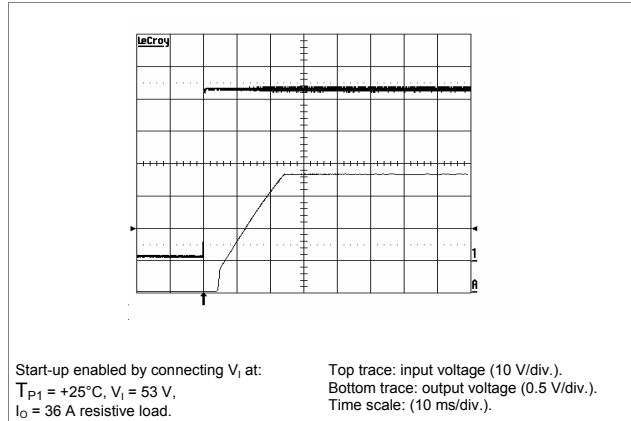 LeCroy
1
A
Start-up enabled by connecting V_I at:
T_P1 = +25°C, V_I = 53 V,
I_O = 36 A resistive load.
Top trace: input voltage (10 V/div.).
Bottom trace: output voltage (0.5 V/div.).
Time scale: (10 ms/div.).